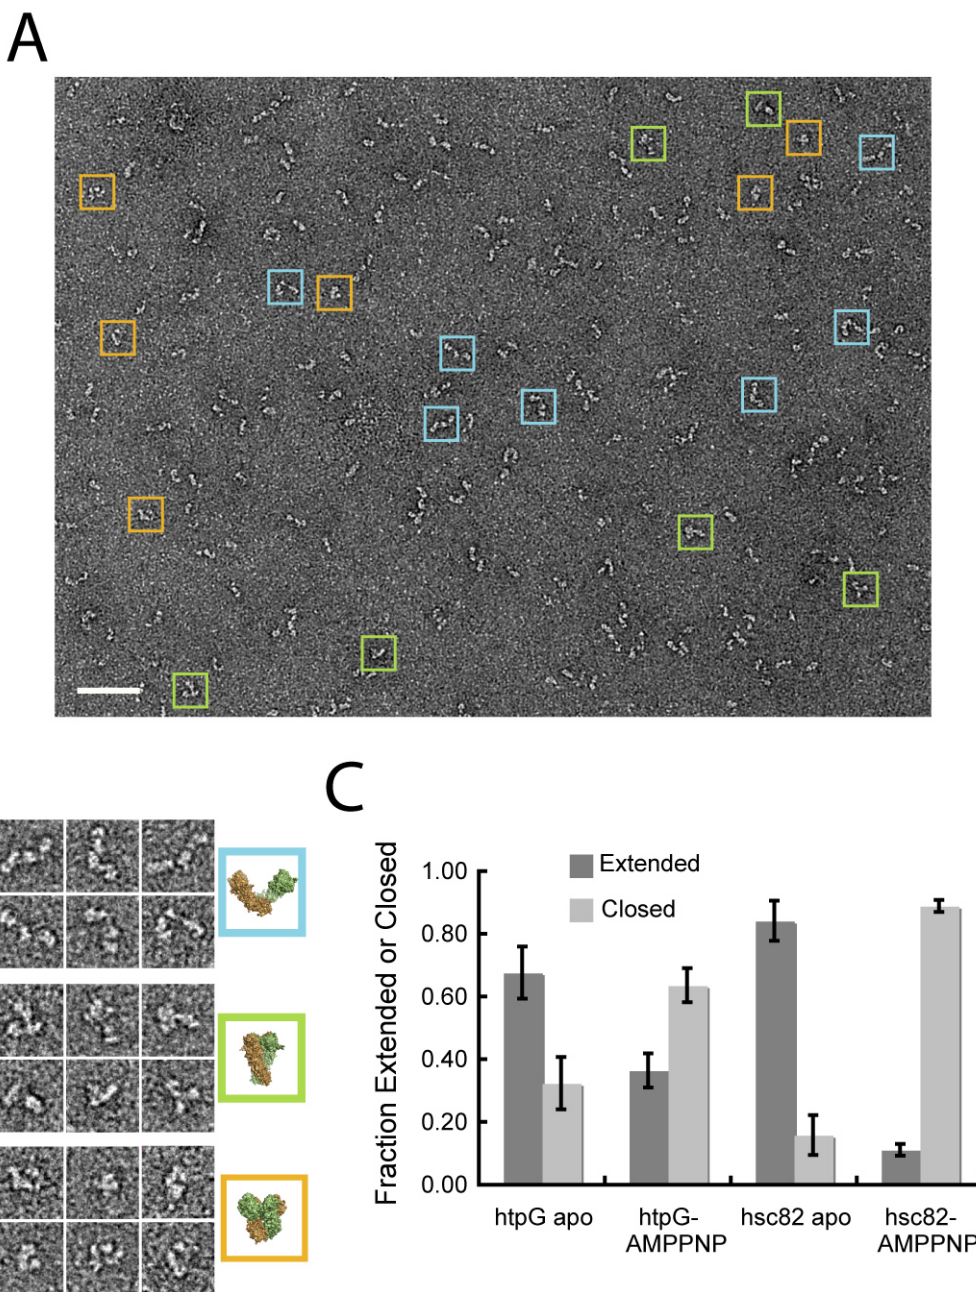 A
C
Fraction Extended or Closed
1.00
0.80
0.60
0.40
0.20
0.00
Extended
Closed
htpG apo
htpG-
AMPPNP
hsc82 apo
hsc82-
AMPPNP